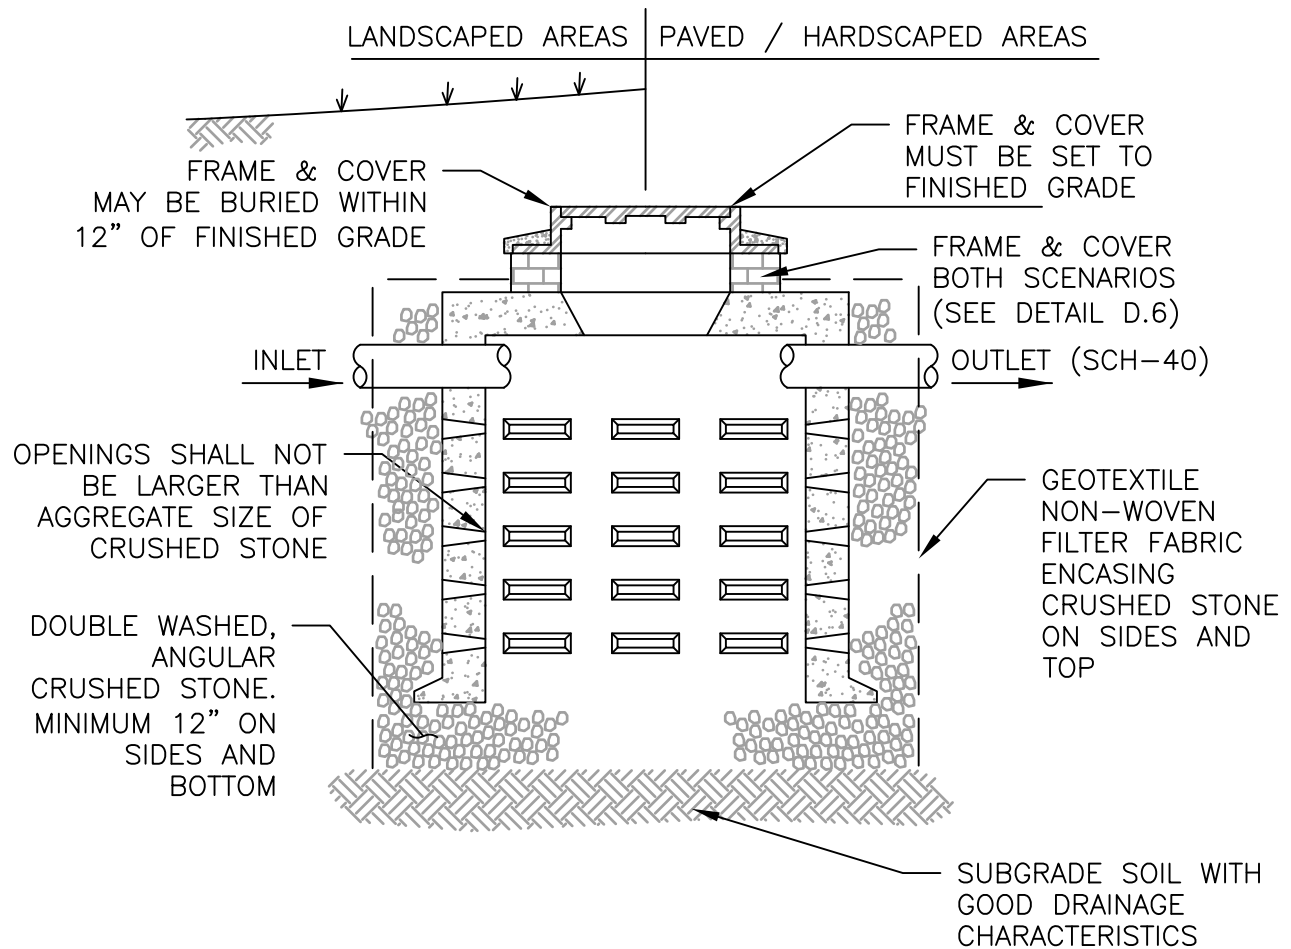 LANDSCAPED AREAS
PAVED / HARDSCAPED AREAS
FRAME & COVER
MAY BE BURIED WITHIN
12” OF FINISHED GRADE
FRAME & COVER
MUST BE SET TO
FINISHED GRADE
FRAME & COVER
BOTH SCENARIOS
(SEE DETAIL D.6)
INLET
OUTLET (SCH-40)
OPENINGS SHALL NOT
BE LARGER THAN
AGGREGATE SIZE OF
CRUSHED STONE
GEOTEXTILE
NON-WOVEN
FILTER FABRIC
ENCASING
CRUSHED STONE
ON SIDES AND
TOP
DOUBLE WASHED,
ANGULAR
CRUSHED STONE.
MINIMUM 12” ON
SIDES AND
BOTTOM
SUBGRADE SOIL WITH
GOOD DRAINAGE
CHARACTERISTICS